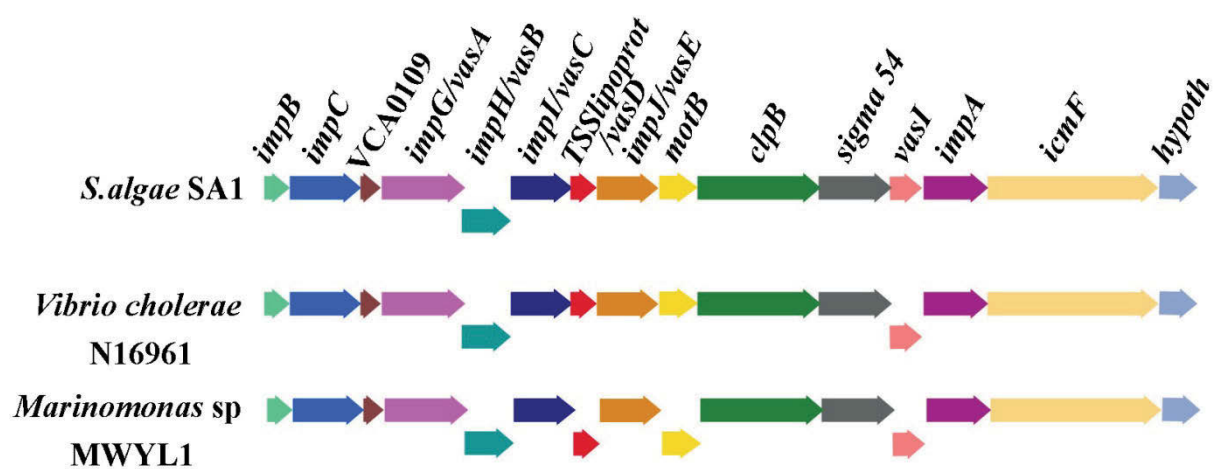 impB
impC
VCA0109
impG/vasA
impH/vasB
impI/vasC
TSSlipoprot
/vasD
impJ/vasE
motB
clpB
sigma 54
vasI
impA
icmF
hypoth
S.algae SA1
Vibrio cholerae
N16961
Marinomonas sp
MWYL1